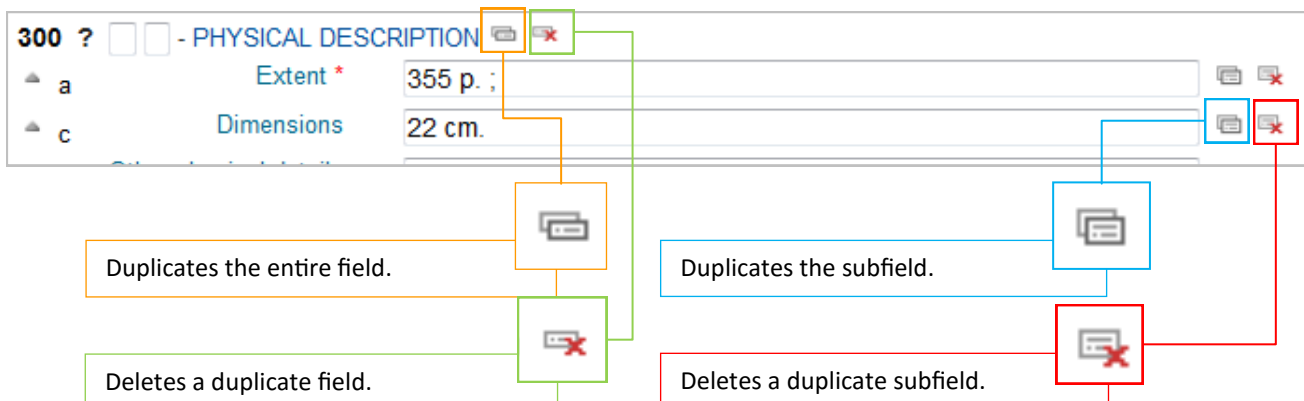 300 ? - PHYSICAL DESCRIPTION
a Extent * 355 p. ;
c Dimensions 22 cm.
Duplicates the entire field.
Duplicates the subfield.
Deletes a duplicate field.
Deletes a duplicate subfield.